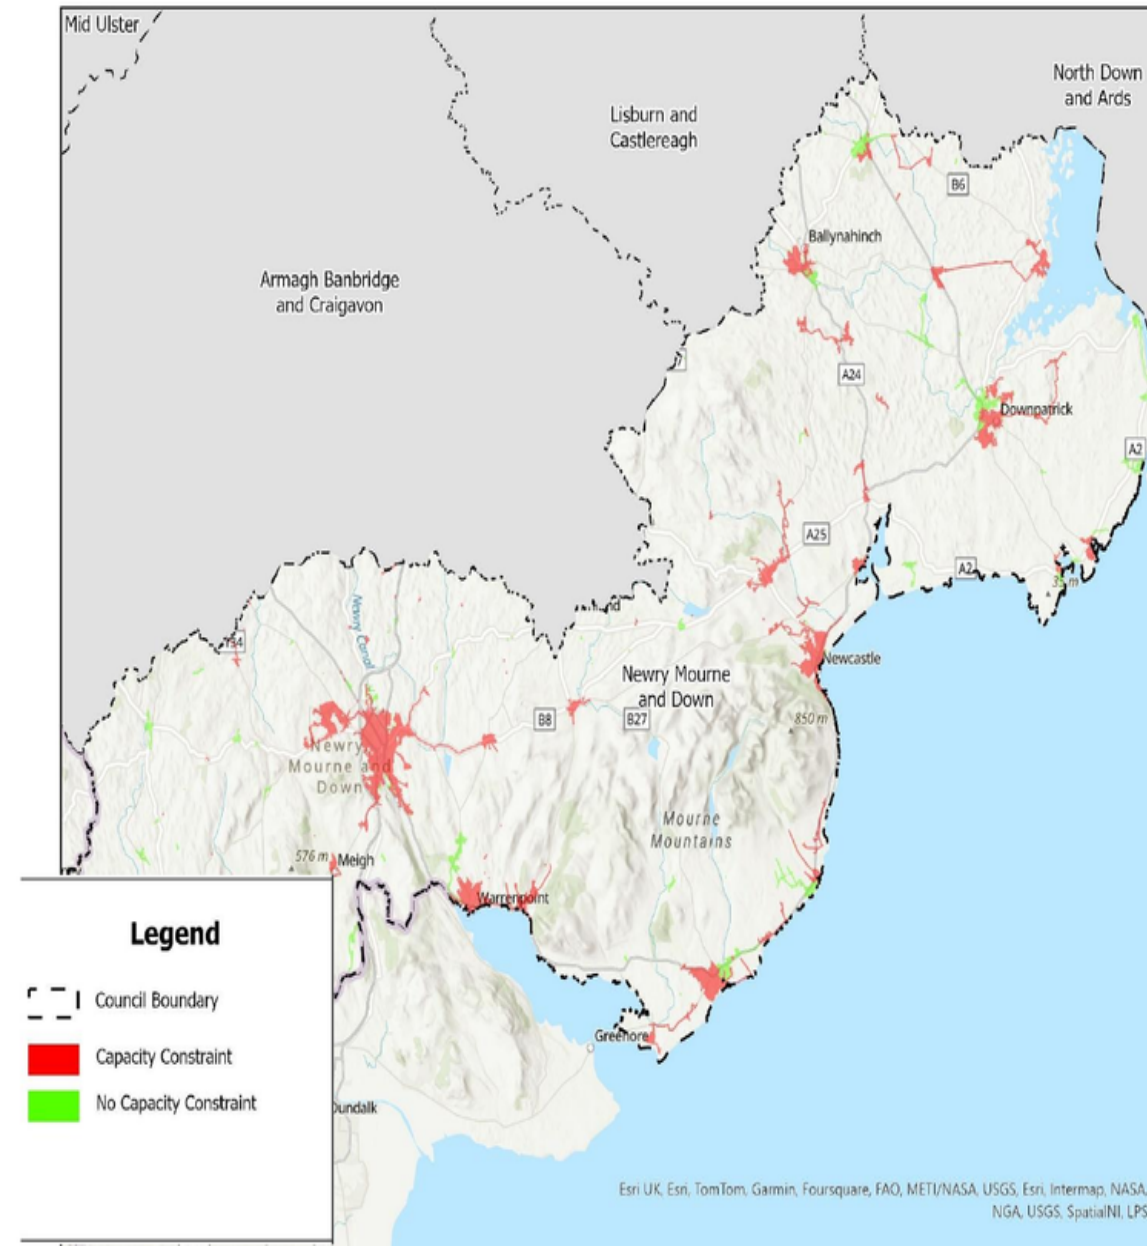 Mid Ulster
North Down
and Ards
Lisburn and
Castlereagh
B6
Ballynahinch
Armagh Banbridge
and Craigavon
A24
Downpatrick
A2
A25
A2
35 m
Newry Canal
Newcastle
Newry Mourne
and Down
B8
B27
850 m
Newry
Mourne and
Down
Mourne
Mountains
576 m
Meigh
Warrenpoint
Legend
Council Boundary
Capacity Constraint
No Capacity Constraint
Greenore
Dundalk
Esri UK, Esri, TomTom, Garmin, Foursquare, FAO, METI/NASA, USGS, Esri, Intermap, NASA,
NGA, USGS, SpatialNI, LPS